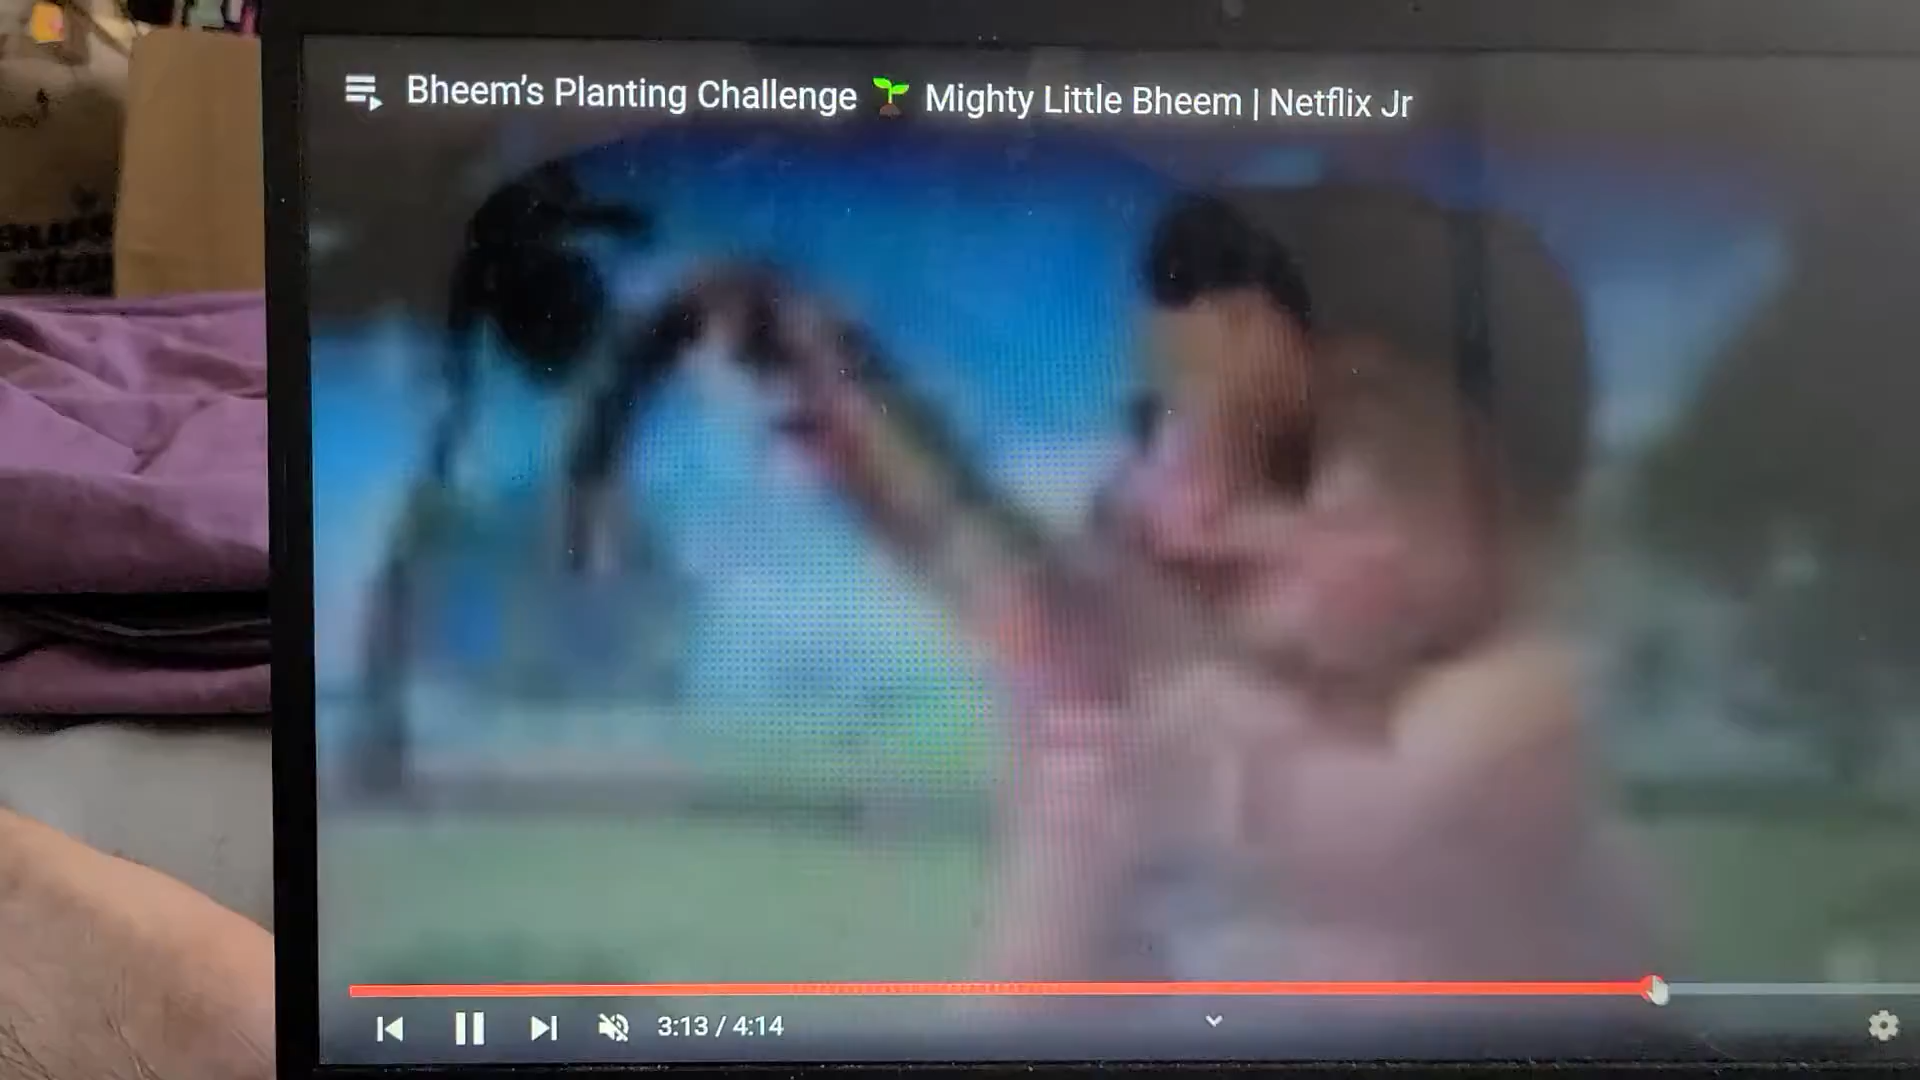 Bheem's Planting Challenge 🌱 Mighty Little Bheem | Netflix Jr
3:13 / 4:14